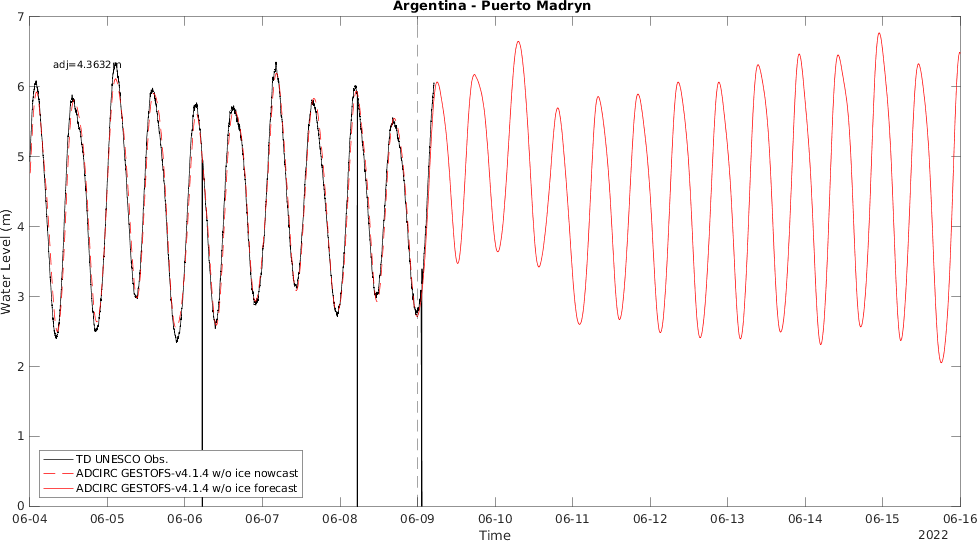 Argentina - Puerto Madryn
7
6
5
4
3
2
1
0
Water Level (m)
adj=4.3632 m
TD UNESCO Obs.
ADCIRC GESTOFS-v4.1.4 w/o ice nowcast
ADCIRC GESTOFS-v4.1.4 w/o ice forecast
06-04 06-05 06-06 06-07 06-08 06-09 06-10 06-11 06-12 06-13 06-14 06-15 06-16
Time
2022